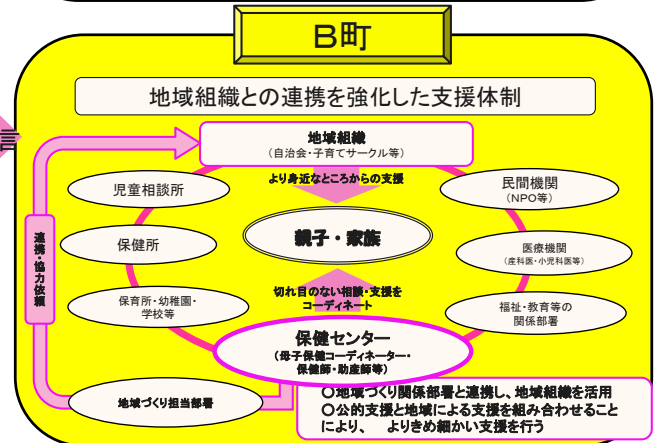 B町
地域組織との連携を強化した支援体制
言
地域組織
(自治会・子育てサークル等)
より身近なところからの支援
児童相談所
民間機関
(NPO等)
連携・協力依頼
保健所
親子・家族
医療機関
(産科医・小児科医等)
切れ目のない相談・支援を
コーディネート
保育所・幼稚園・
学校等
福祉・教育等の
関係部署
保健センター
(母子保健コーディネーター・
保健師・助産師等)
地域づくり担当部署
〇地域づくり関係部署と連携し、地域組織を活用
〇公的支援と地域による支援を組み合わせること
により、 よりきめ細かい支援を行う